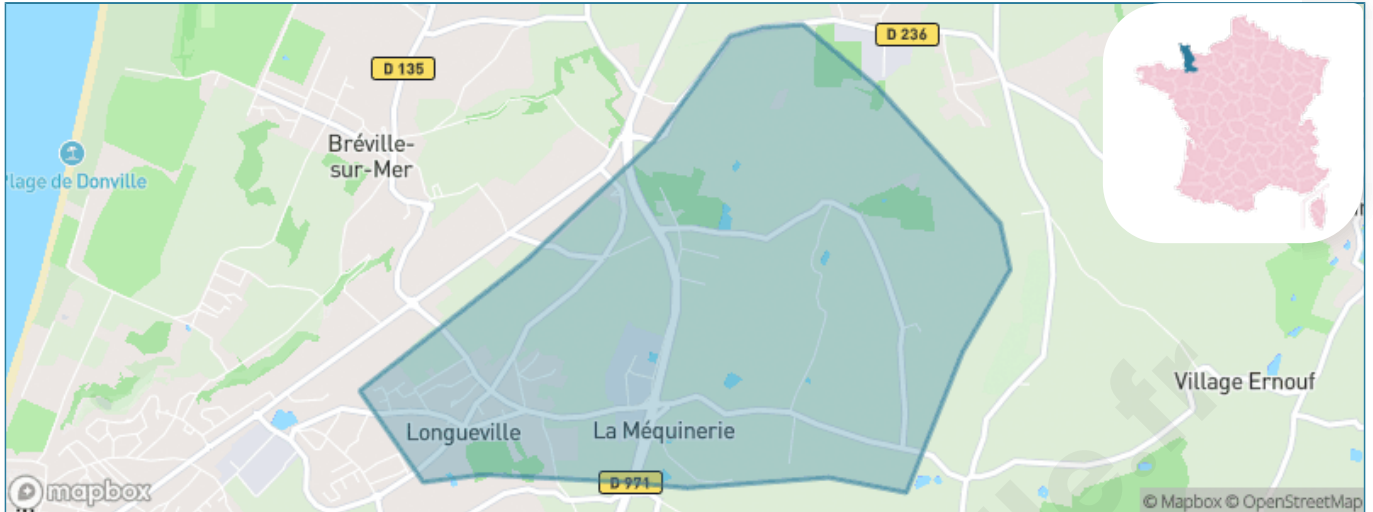 D 236
D 135
Bréville-
sur-Mer
Plage de Donville
Village Ernouf
Longueville
La Méquinerie
D 971
mapbox
© Mapbox © OpenStreetMap